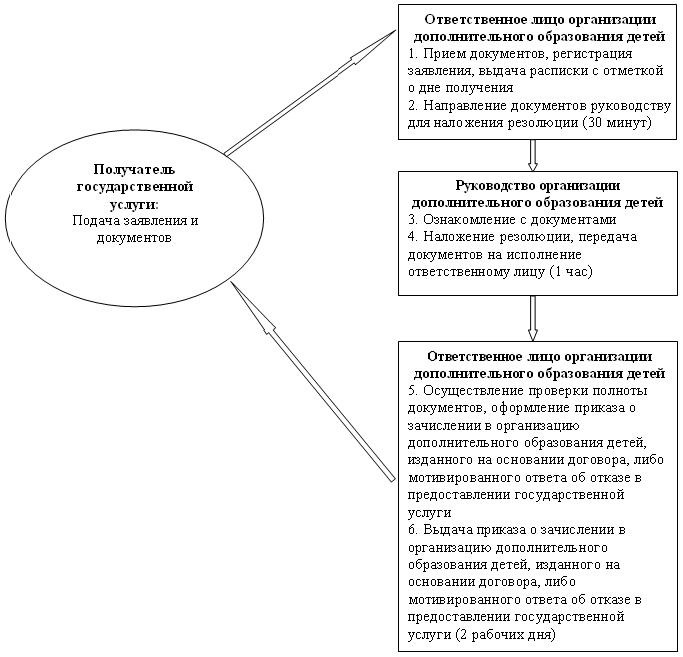 Получатель
государственной
услуги:
Подача заявления и
документов
Ответственное лицо организации
дополнительного образования детей
1. Прием документов, регистрация
заявления, выдача расписки с отметкой
о дне получения
2. Направление документов руководству
для наложения резолюции (30 минут)
Руководство организации
дополнительного образования детей
3. Ознакомление с документами
4. Наложение резолюции, передача
документов на исполнение
ответственному лицу (1 час)
Ответственное лицо организации
дополнительного образования детей
5. Осуществление проверки полноты
документов, оформление приказа о
зачислении в организацию
дополнительного образования детей,
изданного на основании договора, либо
мотивированного ответа об отказе в
предоставлении государственной
услуги
6. Выдача приказа о зачислении в
организацию дополнительного
образования детей, изданного на
основании договора, либо
мотивированного ответа об отказе в
предоставлении государственной
услуги (2 рабочих дня)